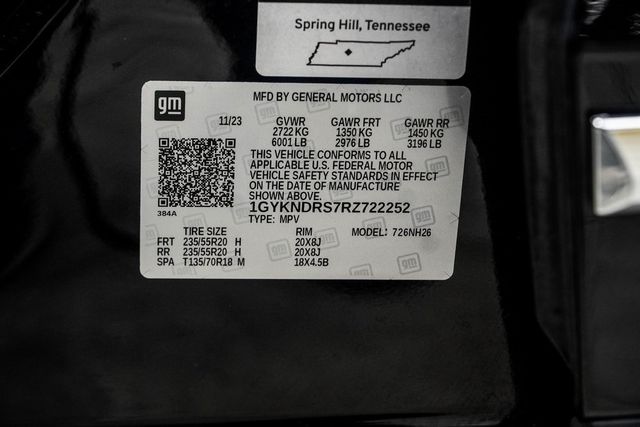 Spring Hill, Tennessee
gm
MFD BY GENERAL MOTORS LLC
11/23 GVWR GAWR FRT GAWR RR
2722 KG 1350 KG 1450 KG
6001 LB 2976 LB 3196 LB
THIS VEHICLE CONFORMS TO ALL
APPLICABLE U.S. FEDERAL MOTOR
VEHICLE SAFETY STANDARDS IN EFFECT
ON THE DATE OF MANUFACTURE
SHOWN ABOVE.
384A
1GYKNDRS7RZ722252
TYPE: MPV
TIRE SIZE RIM MODEL: 726NH26
FRT 235/55R20 H 20X8J
RR 235/55R20 H 20X8J
SPA T135/70R18 M 18X4.5B